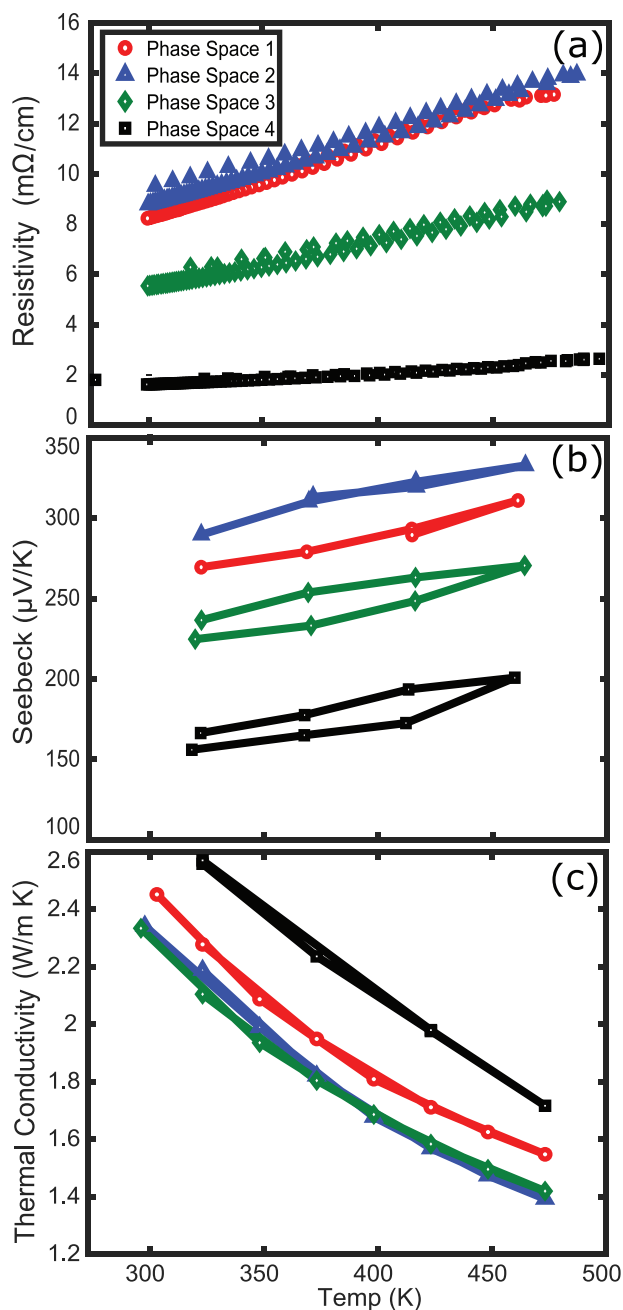 16
14
12
10
8
6
4
2
0
Resistivity (mΩ/cm)
Phase Space 1
Phase Space 2
Phase Space 3
Phase Space 4
(a)
350
300
250
200
150
100
Seebeck (µV/K)
(b)
2.6
2.4
2.2
2
1.8
1.6
1.4
1.2
Thermal Conductivity (W/m K)
(c)
300 350 400 450 500
Temp (K)